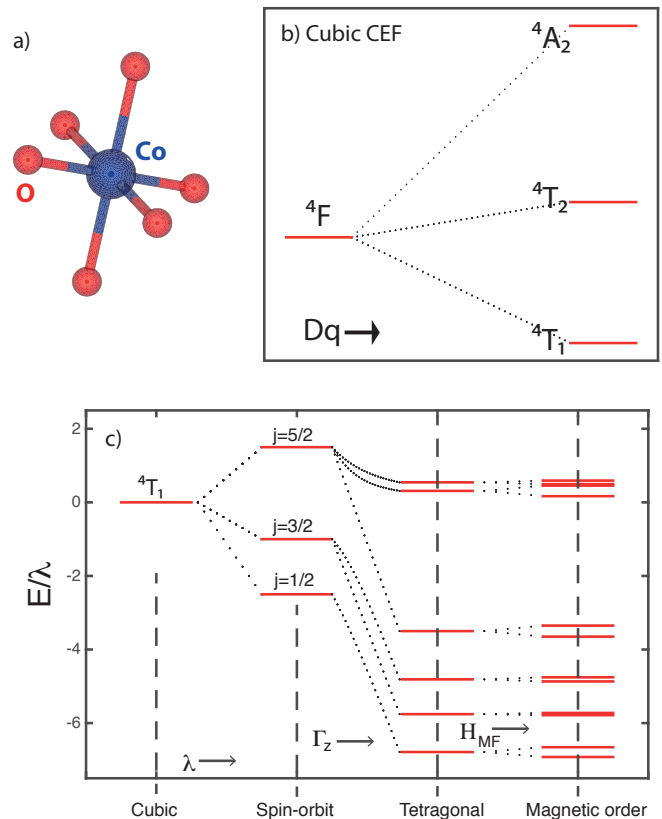 a)
Co
O
b) Cubic CEF
⁴A₂
⁴F
⁴T₂
Dq
⁴T₁
c)
E/λ
2
0
-2
-4
-6
⁴T₁
j=5/2
j=3/2
j=1/2
λ
Γz
HMF
Cubic
Spin-orbit
Tetragonal
Magnetic order